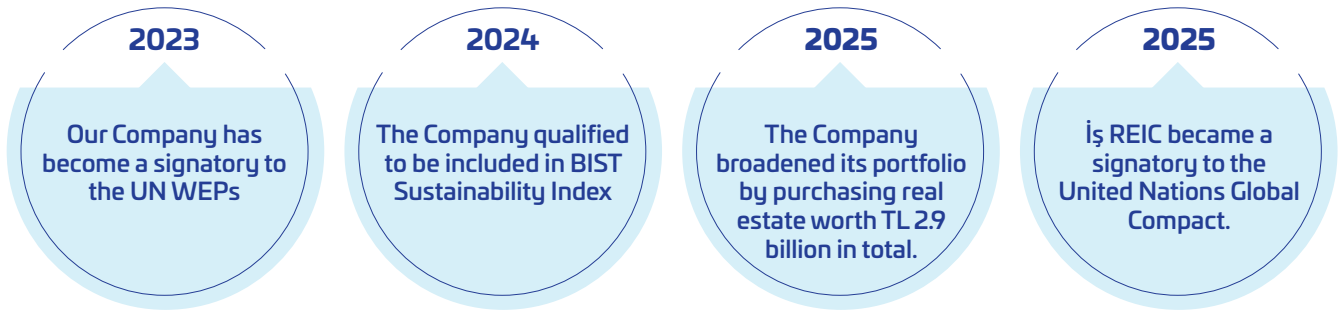 2023
Our Company has
become a signatory to
the UN WEPs
2024
The Company qualified
to be included in BIST
Sustainability Index
2025
The Company
broadened its portfolio
by purchasing real
estate worth TL 2.9
billion in total.
2025
İş REIC became a
signatory to the
United Nations Global
Compact.